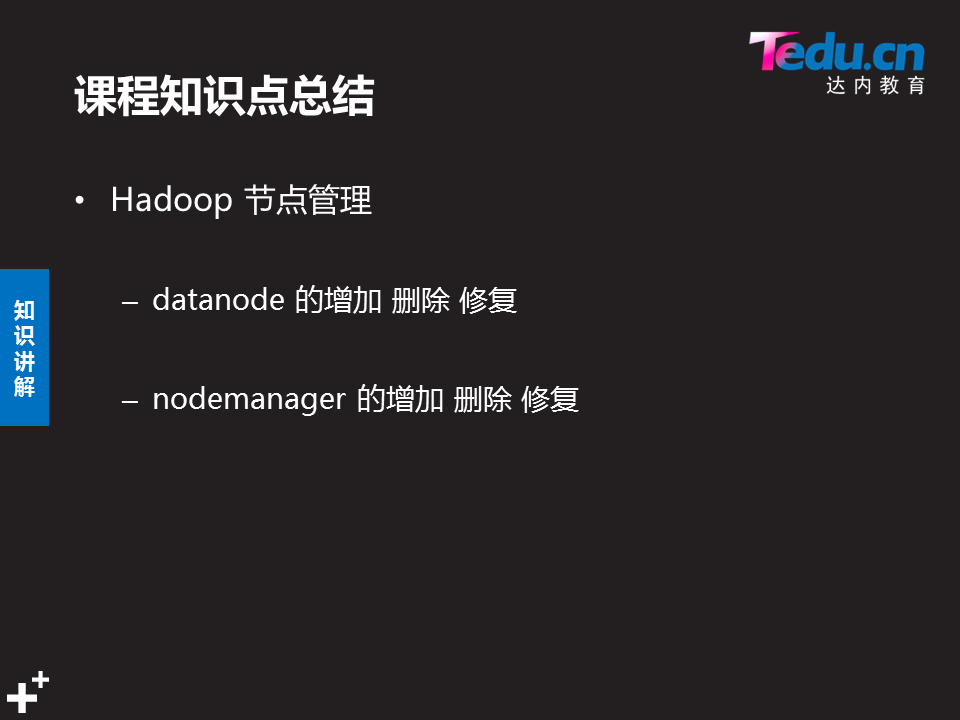 Tedu.cn
达内教育
课程知识点总结
• Hadoop 节点管理
– datanode 的增加 删除 修复
– nodemanager 的增加 删除 修复
知
识
讲
解